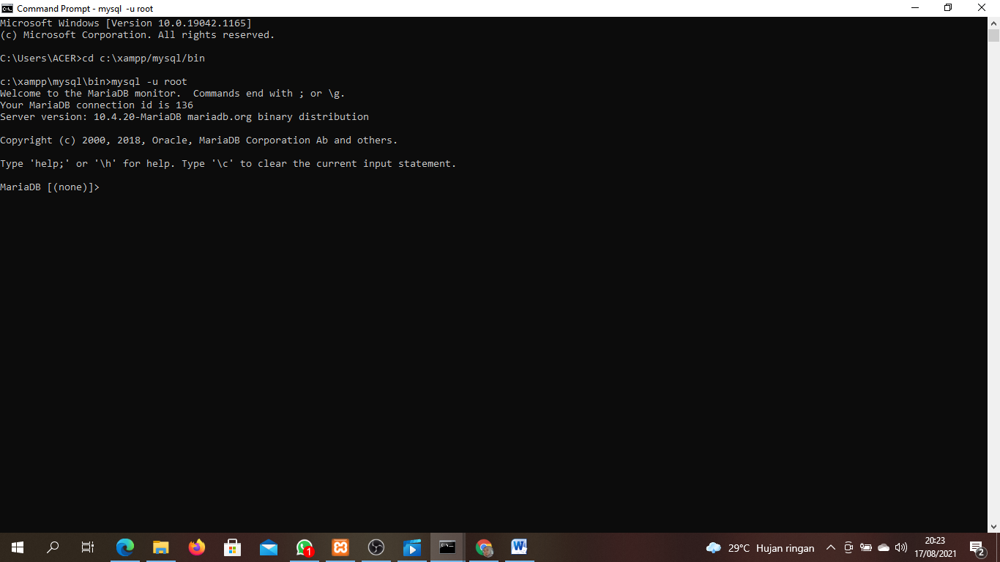 Command Prompt - mysql  -u root
Microsoft Windows [Version 10.0.19042.1165]
(c) Microsoft Corporation. All rights reserved.
C:\Users\ACER>cd c:\xampp/mysql/bin
c:\xampp\mysql\bin>mysql -u root
Welcome to the MariaDB monitor.  Commands end with ; or \g.
Your MariaDB connection id is 136
Server version: 10.4.20-MariaDB mariadb.org binary distribution
Copyright (c) 2000, 2018, Oracle, MariaDB Corporation Ab and others.
Type 'help;' or '\h' for help. Type '\c' to clear the current input statement.
MariaDB [(none)]>
1
29°C  Hujan ringan
20:23
17/08/2021
2